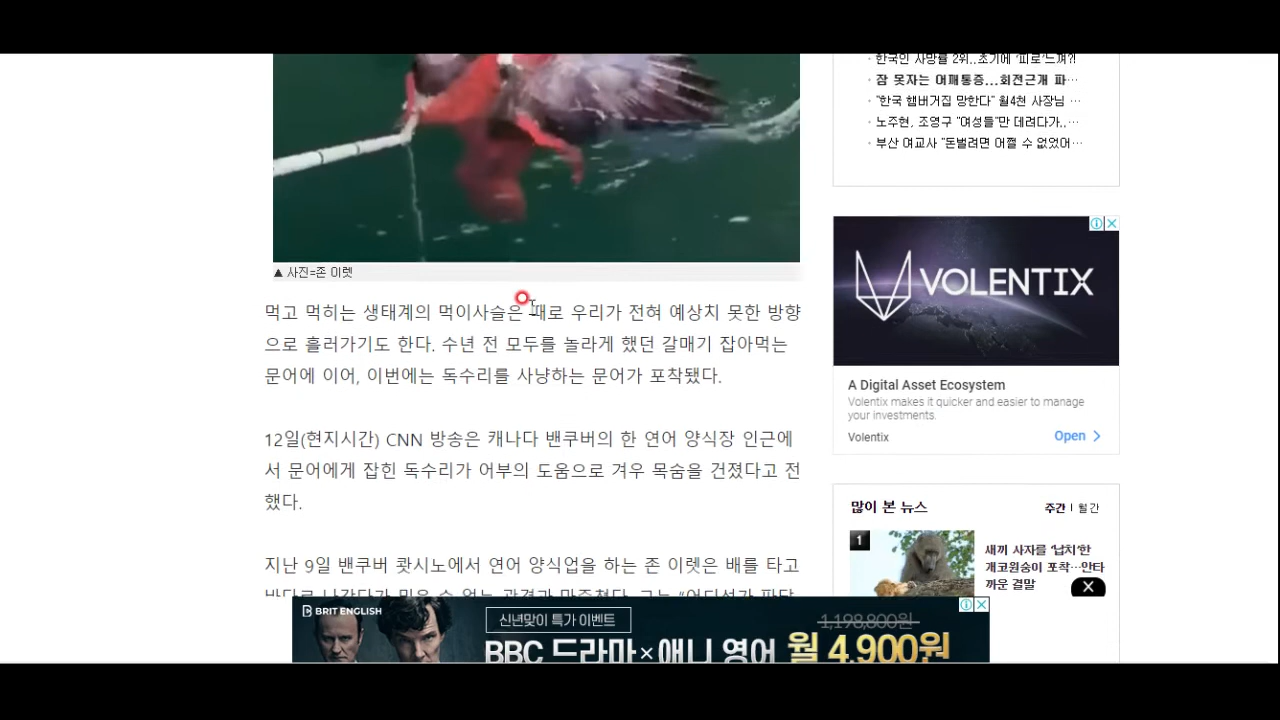 한국인 사망률 2위..초기에 '피로'느껴?!
잠 못자는 어깨통증...회전근개 파…
"한국 햄버거집 망한다" 월4천 사장님 …
노주현, 조영구 "여성들"만 데려다가..…
부산 여교사 "돈벌려면 어쩔 수 없었어…
▲ 사진=존 이렛
먹고 먹히는 생태계의 먹이사슬은 때로 우리가 전혀 예상치 못한 방향
으로 흘러가기도 한다. 수년 전 모두를 놀라게 했던 갈매기 잡아먹는
문어에 이어, 이번에는 독수리를 사냥하는 문어가 포착됐다.
12일(현지시간) CNN 방송은 캐나다 밴쿠버의 한 연어 양식장 인근에
서 문어에게 잡힌 독수리가 어부의 도움으로 겨우 목숨을 건졌다고 전
했다.
지난 9일 밴쿠버 콧시노에서 연어 양식업을 하는 존 이렛은 배를 타고
VOLENTIX
A Digital Asset Ecosystem
Volentix makes it quicker and easier to manage
your investments.
Volentix
Open
많이 본 뉴스
주간 | 월간
1
새끼 사자를 '납치'한
개코원숭이 포착…안타
까운 결말
BRIT ENGLISH
신년맞이 특가 이벤트
1,198,800원
BBC 드라마×애니 영어 월 4,900원